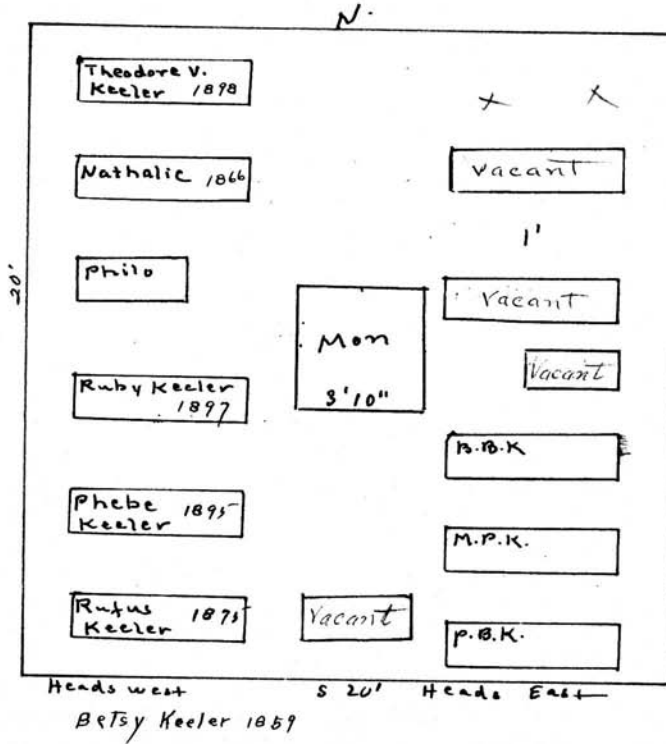 N.
Theodore V.
Keeler 1898
x x
Nathalie 1866
Vacant
1'
Philo
Vacant
20'
Mon
3'10"
Vacant
Ruby Keeler
1897
B.B.K
Phebe
Keeler 1895
M.P.K.
Rufus
Keeler 1875
Vacant
P.B.K.
Heads west S 20' Heads East
Betsy Keeler 1859